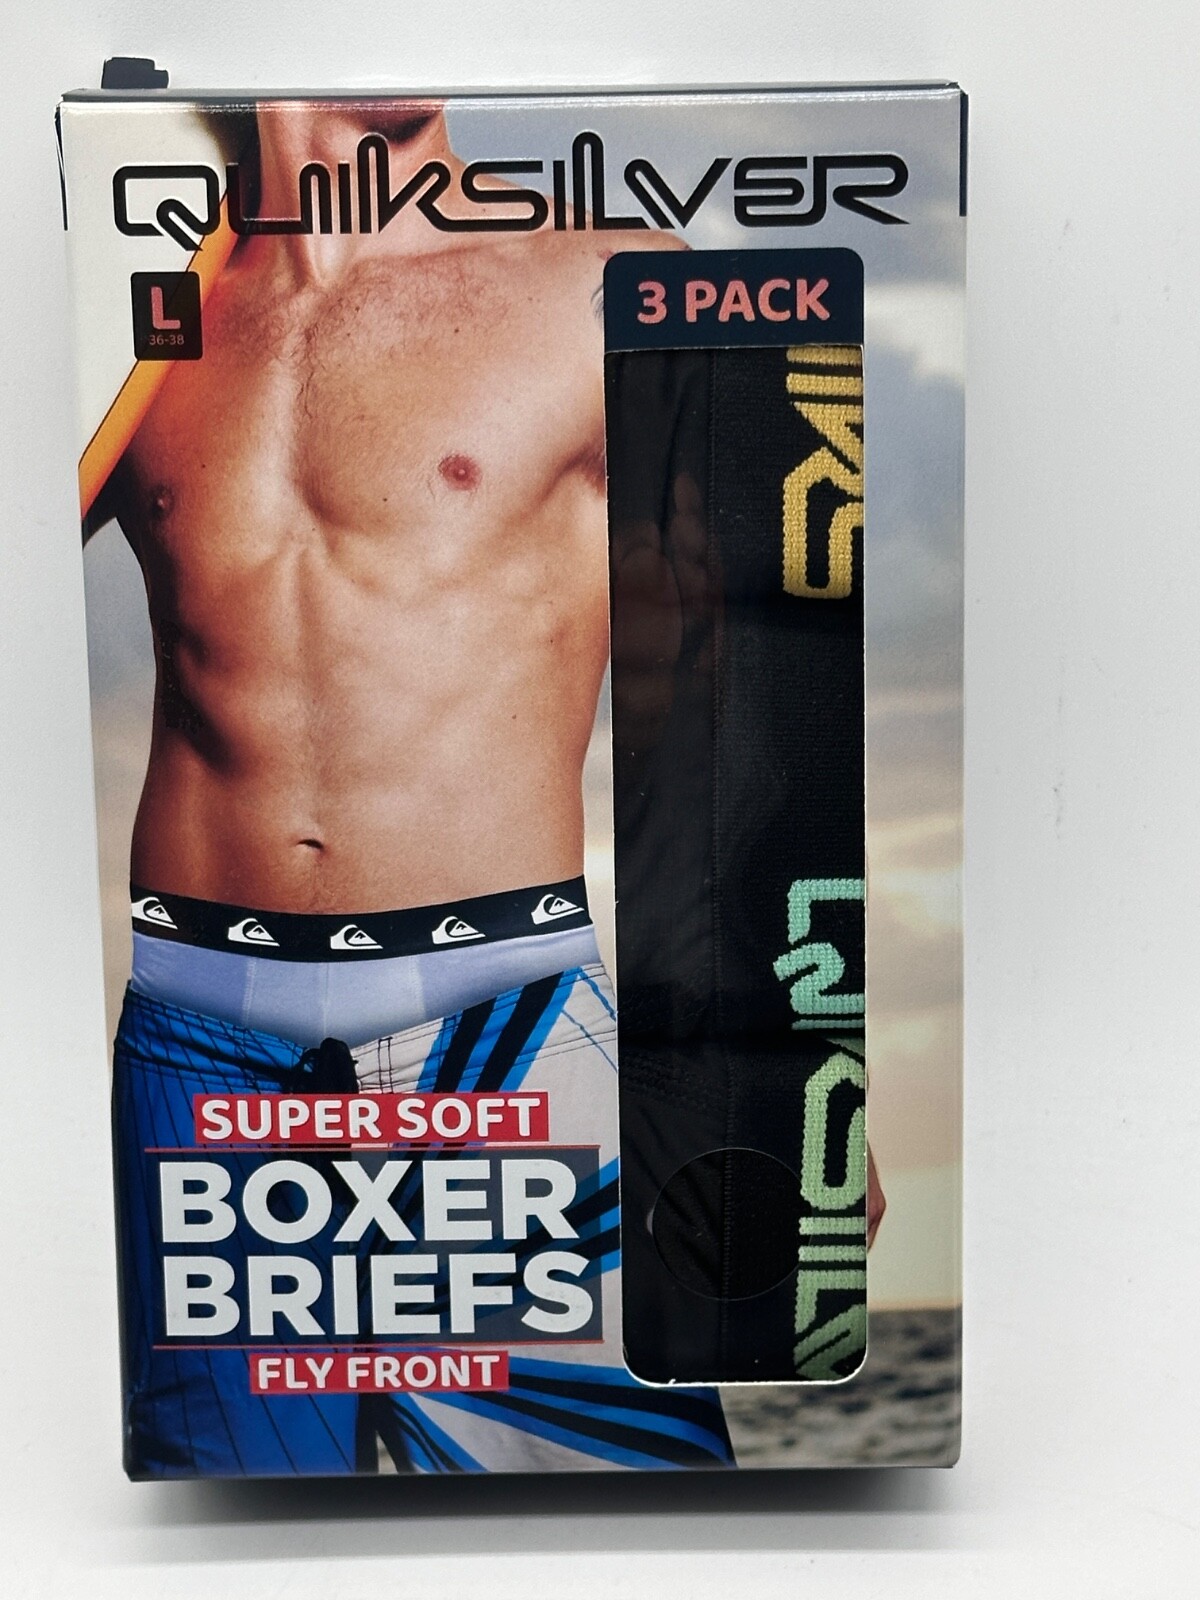 QUIKSILVER
L
36-38
3 PACK
SUPER SOFT
BOXER
BRIEFS
FLY FRONT